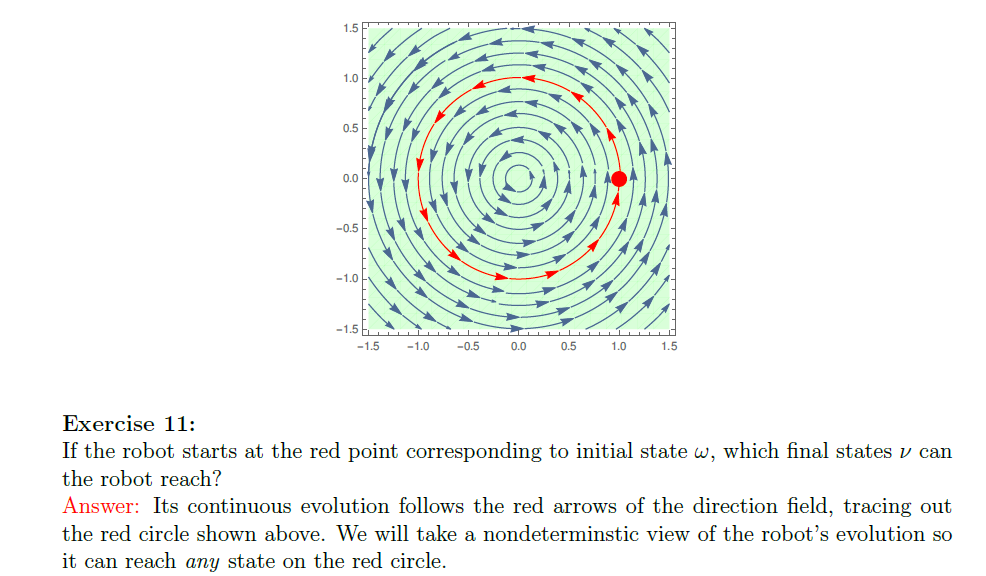 1.5
1.0
0.5
0.0
−0.5
−1.0
−1.5
−1.5 −1.0 −0.5 0.0 0.5 1.0 1.5
Exercise 11:
If the robot starts at the red point corresponding to initial state ω, which final states ν can
the robot reach?
Answer: Its continuous evolution follows the red arrows of the direction field, tracing out
the red circle shown above. We will take a nondeterminstic view of the robot's evolution so
it can reach any state on the red circle.